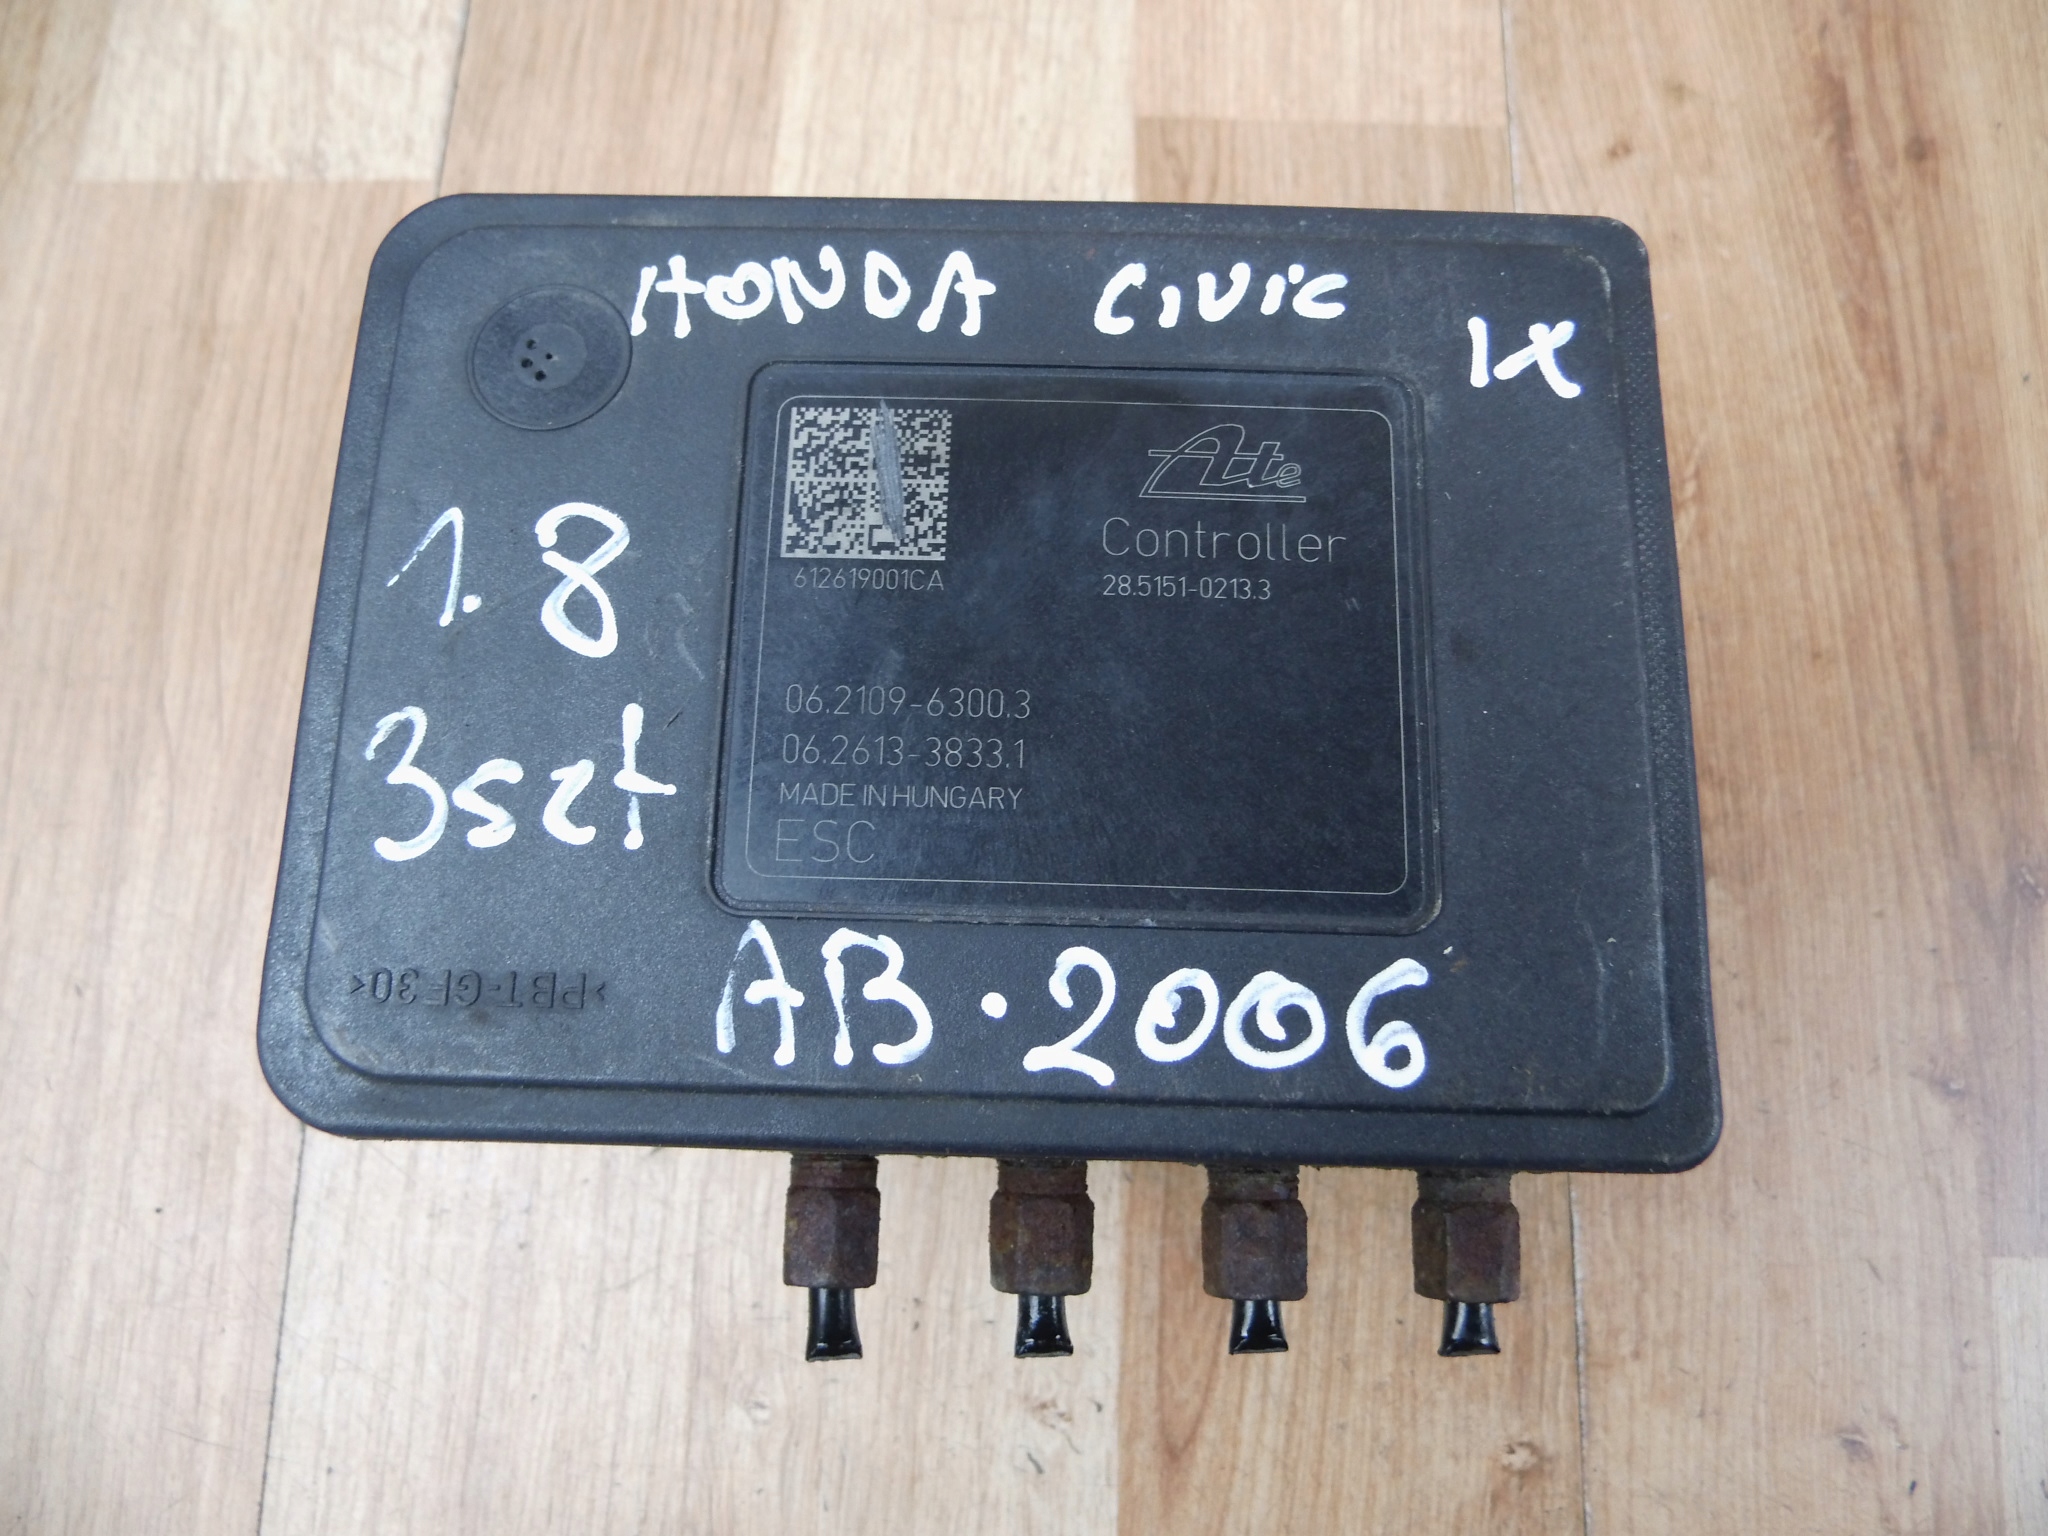 HONDA CIVIC
IX
1.8
3szt
Ate
Controller
28.5151-0213.3
612619001CA
06.2109-6300.3
06.2613-3833.1
MADE IN HUNGARY
ESC
>PBT-GF30<
AB.2006